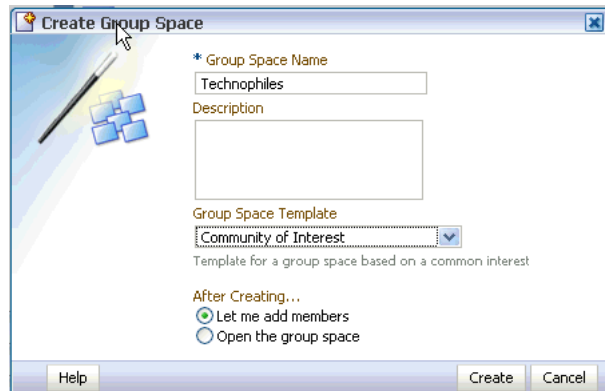 Create Group Space
* Group Space Name
Technophiles
Description
Group Space Template
Community of Interest
Template for a group space based on a common interest
After Creating...
Let me add members
Open the group space
Help
Create
Cancel